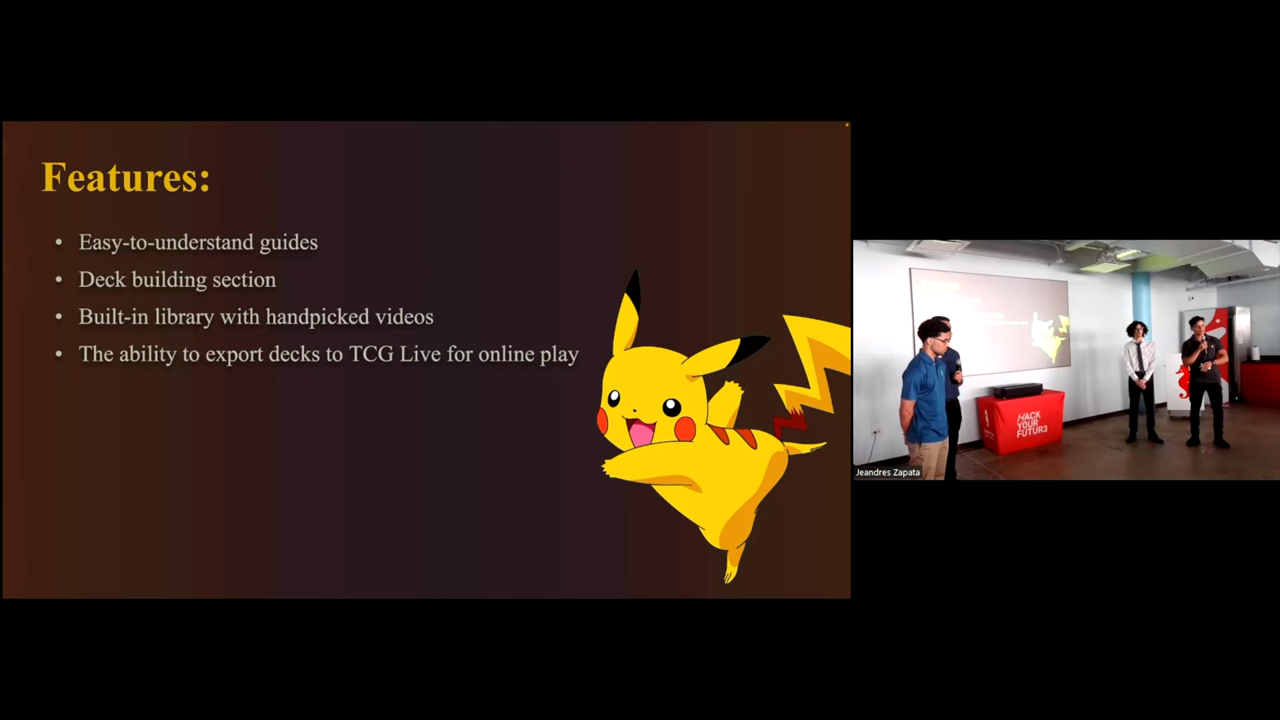 Features:
• Easy-to-understand guides
• Deck building section
• Built-in library with handpicked videos
• The ability to export decks to TCG Live for online play
HACK
YOUR
FUTUR3
Jeandres Zapata